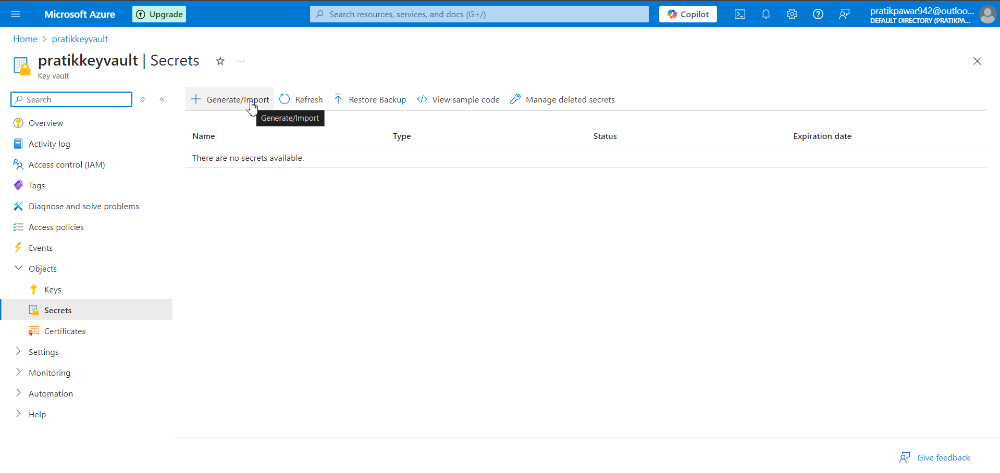 Microsoft Azure
Upgrade
Search resources, services, and docs (G+/)
Copilot
pratikpawar942@outloo...
DEFAULT DIRECTORY (PRATIKPA...
Home > pratikkeyvault
pratikkeyvault | Secrets
Key vault
Search
Generate/Import
Refresh
Restore Backup
View sample code
Manage deleted secrets
Generate/Import
Overview
Activity log
Access control (IAM)
Tags
Diagnose and solve problems
Access policies
Events
Objects
Keys
Secrets
Certificates
Settings
Monitoring
Automation
Help
Name
Type
Status
Expiration date
There are no secrets available.
Give feedback